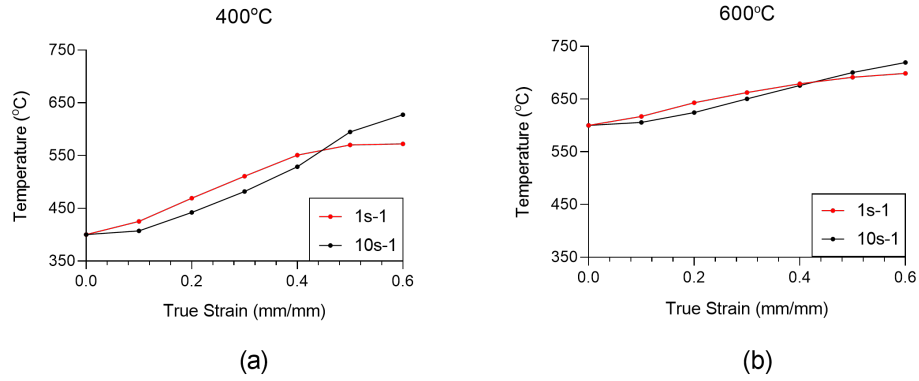 400°C
750
650
550
450
350
Temperature (°C)
0.0
0.2
0.4
0.6
True Strain (mm/mm)
1s-1
10s-1
(a)
600°C
750
650
550
450
350
Temperature (°C)
0.0
0.2
0.4
0.6
True Strain (mm/mm)
1s-1
10s-1
(b)